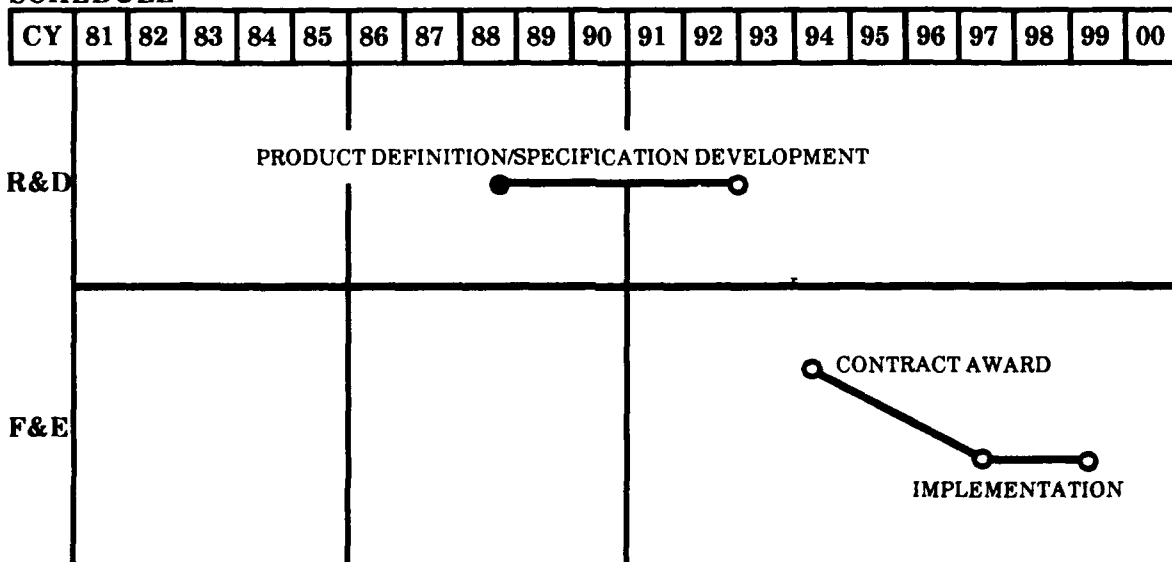 SCHEDULE
CY 81 82 83 84 85 86 87 88 89 90 91 92 93 94 95 96 97 98 99 00
PRODUCT DEFINITION/SPECIFICATION DEVELOPMENT
R&D
CONTRACT AWARD
F&E
IMPLEMENTATION